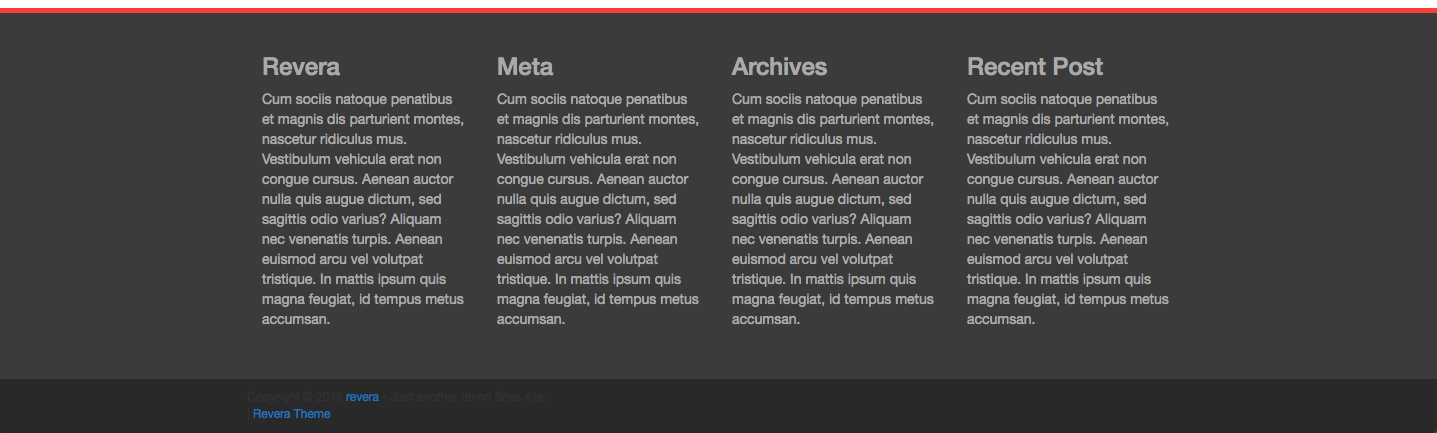 Revera
Cum sociis natoque penatibus
et magnis dis parturient montes,
nascetur ridiculus mus.
Vestibulum vehicula erat non
congue cursus. Aenean auctor
nulla quis augue dictum, sed
sagittis odio varius? Aliquam
nec venenatis turpis. Aenean
euismod arcu vel volutpat
tristique. In mattis ipsum quis
magna feugiat, id tempus metus
accumsan.
Meta
Cum sociis natoque penatibus
et magnis dis parturient montes,
nascetur ridiculus mus.
Vestibulum vehicula erat non
congue cursus. Aenean auctor
nulla quis augue dictum, sed
sagittis odio varius? Aliquam
nec venenatis turpis. Aenean
euismod arcu vel volutpat
tristique. In mattis ipsum quis
magna feugiat, id tempus metus
accumsan.
Archives
Cum sociis natoque penatibus
et magnis dis parturient montes,
nascetur ridiculus mus.
Vestibulum vehicula erat non
congue cursus. Aenean auctor
nulla quis augue dictum, sed
sagittis odio varius? Aliquam
nec venenatis turpis. Aenean
euismod arcu vel volutpat
tristique. In mattis ipsum quis
magna feugiat, id tempus metus
accumsan.
Recent Post
Cum sociis natoque penatibus
et magnis dis parturient montes,
nascetur ridiculus mus.
Vestibulum vehicula erat non
congue cursus. Aenean auctor
nulla quis augue dictum, sed
sagittis odio varius? Aliquam
nec venenatis turpis. Aenean
euismod arcu vel volutpat
tristique. In mattis ipsum quis
magna feugiat, id tempus metus
accumsan.
Copyright © revera - Just another demo Sites site
| Revera Theme